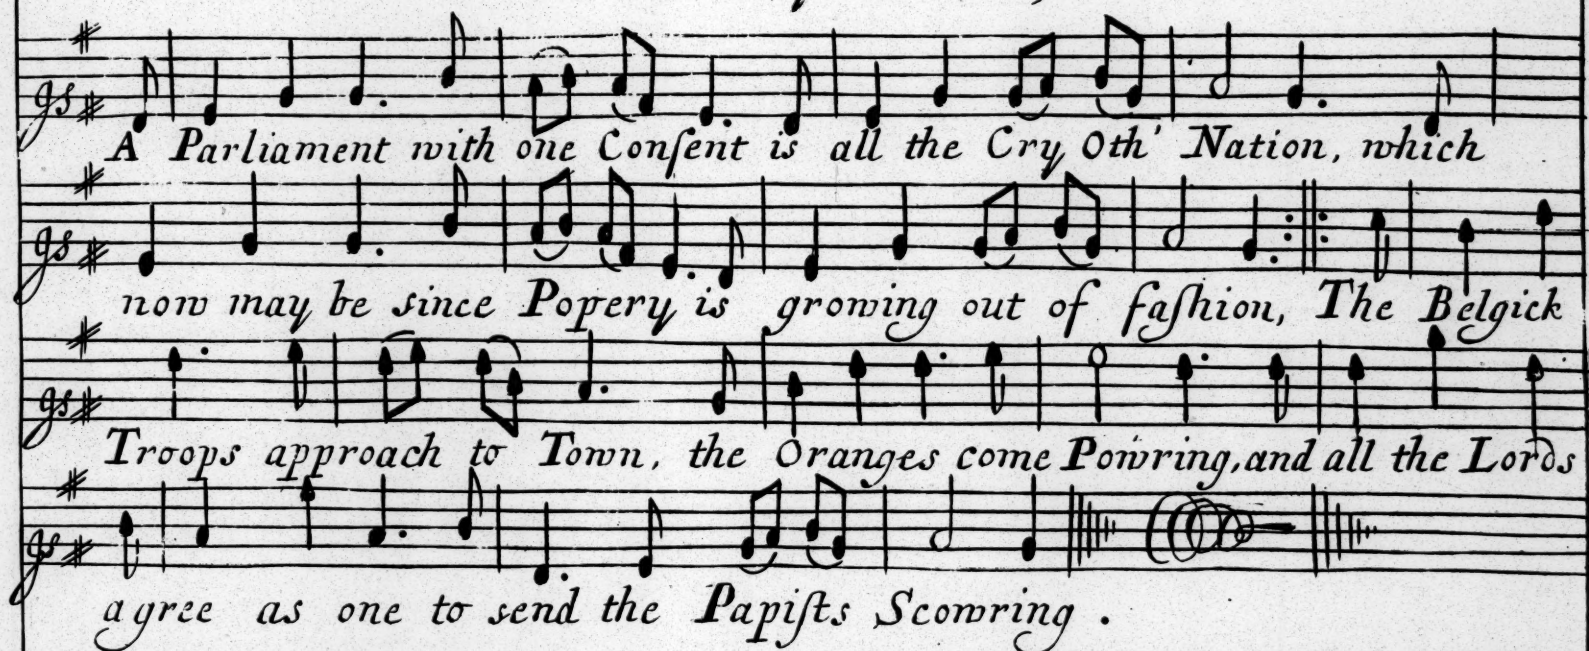 A Parliament with one Conſent is all the Cry Oth' Nation, which
now may be since Popery is growing out of faſhion, The Belgick
Troops approach to Town, the Oranges come Powring, and all the Lords
agree as one to send the Papiſts Scowring.